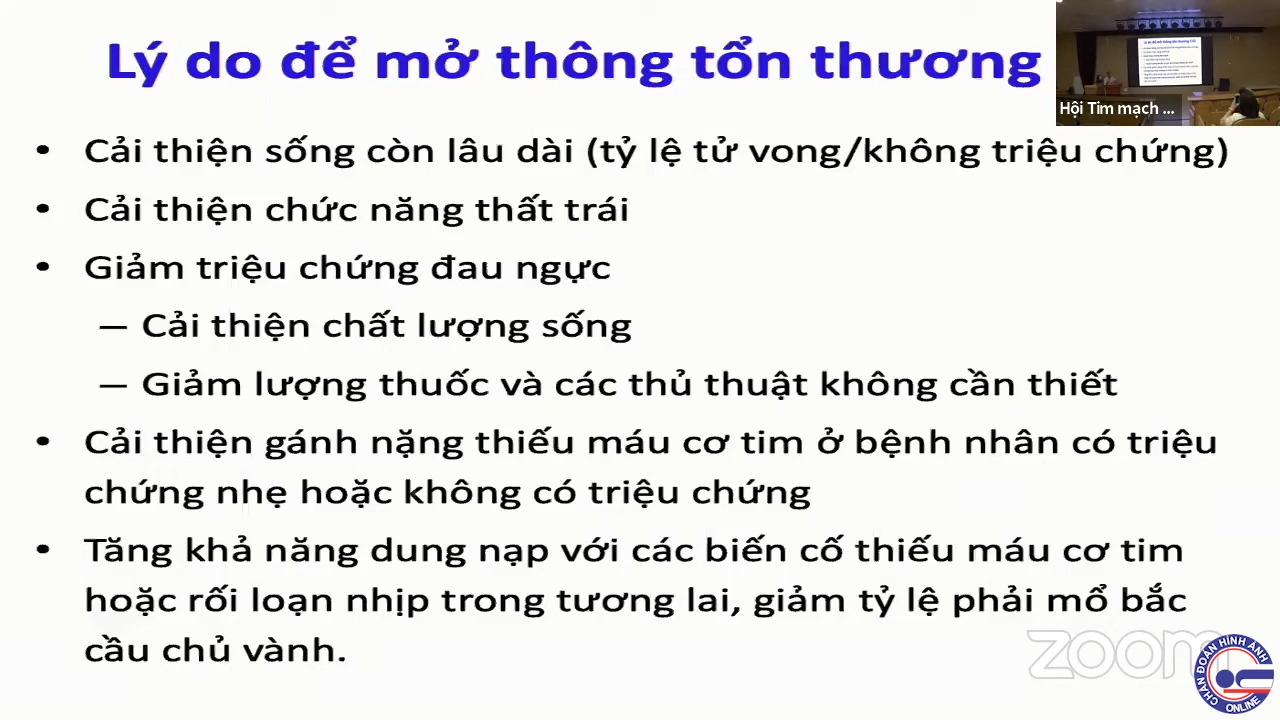 Lý do để mở thông tổn thương
Hội Tim mạch ...
• Cải thiện sống còn lâu dài (tỷ lệ tử vong/không triệu chứng)
• Cải thiện chức năng thất trái
• Giảm triệu chứng đau ngực
— Cải thiện chất lượng sống
— Giảm lượng thuốc và các thủ thuật không cần thiết
• Cải thiện gánh nặng thiếu máu cơ tim ở bệnh nhân có triệu
chứng nhẹ hoặc không có triệu chứng
• Tăng khả năng dung nạp với các biến cố thiếu máu cơ tim
hoặc rối loạn nhịp trong tương lai, giảm tỷ lệ phải mổ bắc
cầu chủ vành.
zoom
CHẨN ĐOÁN HÌNH ẢNH
ONLINE